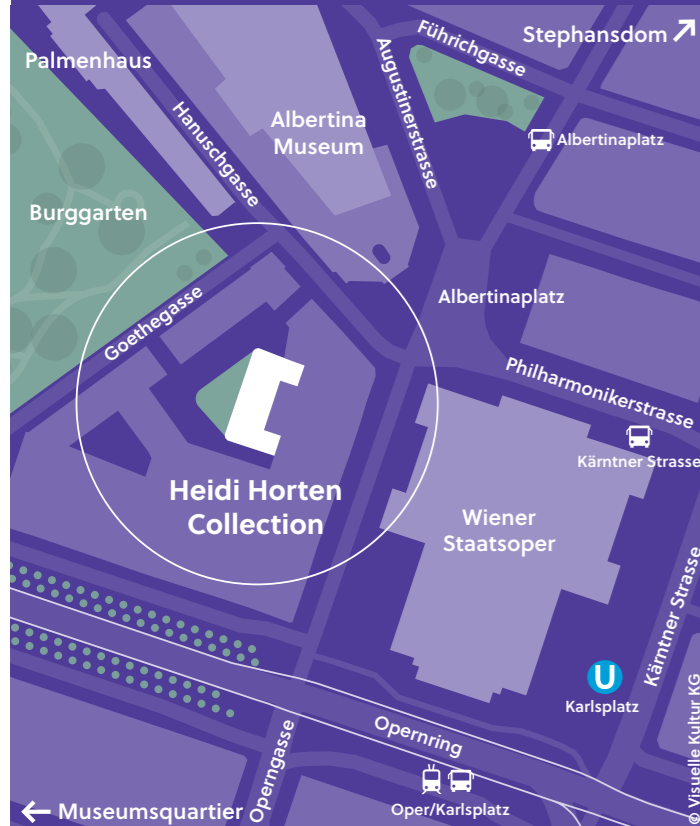 Stephansdom
Führichgasse
Palmenhaus
Augustinerstrasse
Hanuschgasse
Albertina
Museum
Albertinaplatz
Burggarten
Albertinaplatz
Goethegasse
Philharmonikerstrasse
Kärntner Strasse
Heidi Horten
Collection
Wiener
Staatsoper
Kärntner Strasse
U
Karlsplatz
Opernring
Operngasse
Oper/Karlsplatz
Museumsquartier
© Visuelle Kultur KG